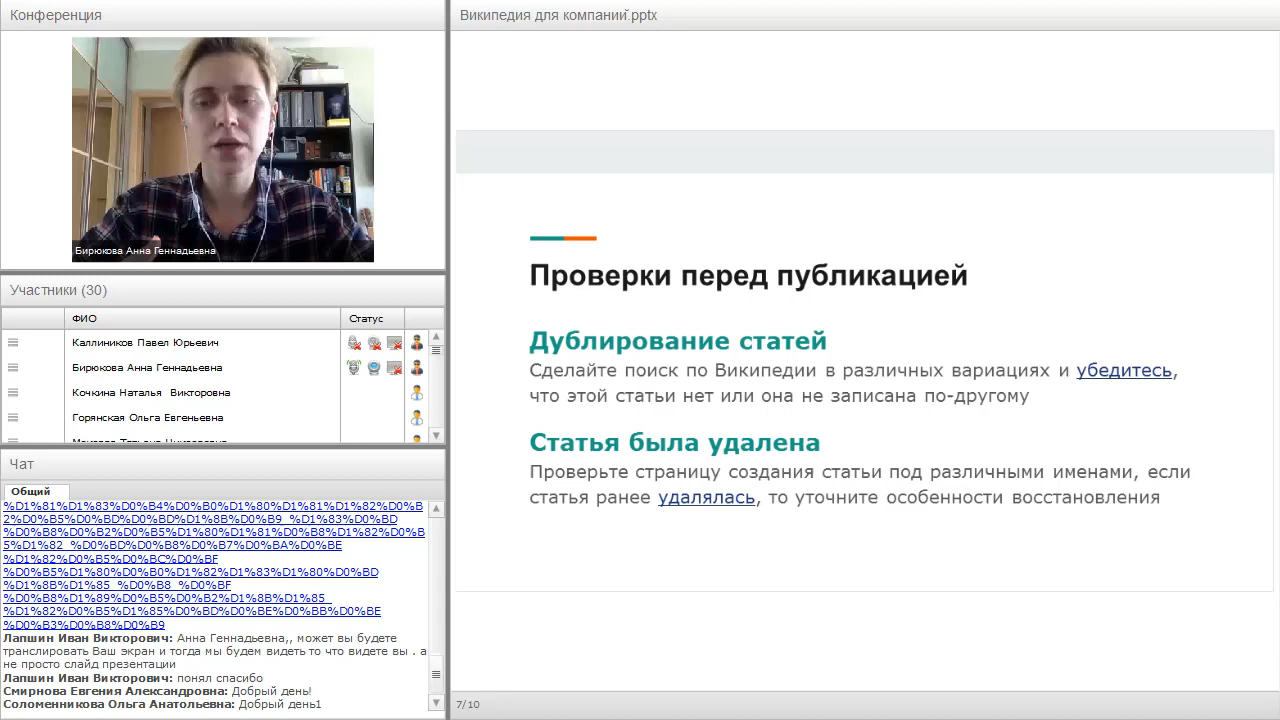 Конференция
Бирюкова Анна Геннадьевна
Участники (30)
ФИО Статус
Каллиников Павел Юрьевич
Бирюкова Анна Геннадьевна
Кочкина Наталья Викторовна
Горянская Ольга Евгеньевна
Чат
Общий
%D1%81%D1%83%D0%B4%D0%B0%D1%80%D1%81%D1%82%D0%B
2%D0%B5%D0%BD%D0%BD%D1%8B%D0%B9_%D1%83%D0%BD
%D0%B8%D0%B2%D0%B5%D1%80%D1%81%D0%B8%D1%82%D0%B
5%D1%82_%D0%BD%D0%B8%D0%B7%D0%BA%D0%BE
%D1%82%D0%B5%D0%BC%D0%BF
%D0%B5%D1%80%D0%B0%D1%82%D1%83%D1%80%D0%BD
%D1%8B%D1%85_%D0%B8_%D0%BF
%D0%B8%D1%89%D0%B5%D0%B2%D1%8B%D1%85_
%D1%82%D0%B5%D1%85%D0%BD%D0%BE%D0%BB%D0%BE
%D0%B3%D0%B8%D0%B9
Лапшин Иван Викторович: Анна Геннадьевна,, может вы будете
транслировать Ваш экран и тогда мы будем видеть то что видете вы . а
не просто слайд презентации
Лапшин Иван Викторович: понял спасибо
Смирнова Евгения Александровна: Добрый день!
Соломенникова Ольга Анатольевна: Добрый день1
Википедия для компаний.pptx
Проверки перед публикацией
Дублирование статей
Сделайте поиск по Википедии в различных вариациях и убедитесь,
что этой статьи нет или она не записана по-другому
Статья была удалена
Проверьте страницу создания статьи под различными именами, если
статья ранее удалялась, то уточните особенности восстановления
7/10